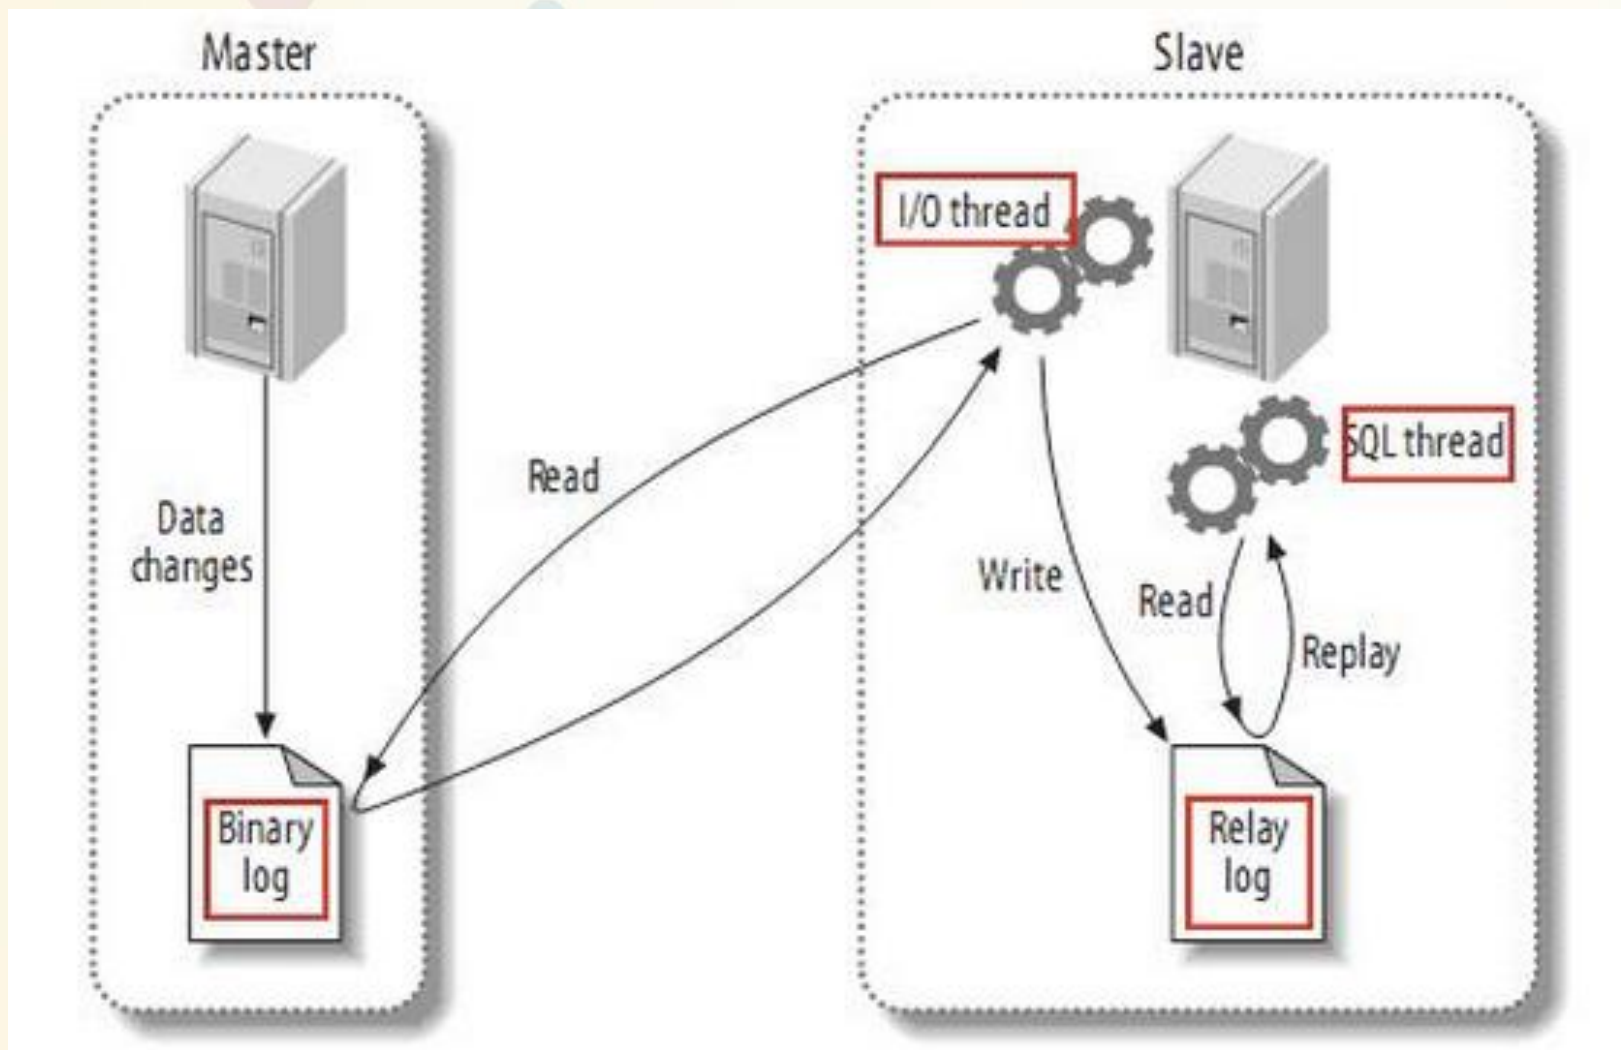 Master
Slave
I/O thread
SQL thread
Read
Data
changes
Write
Read
Replay
Binary
log
Relay
log